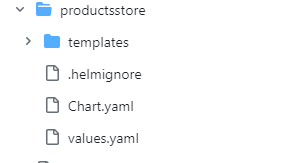 productsstore
templates
.helmignore
Chart.yaml
values.yaml